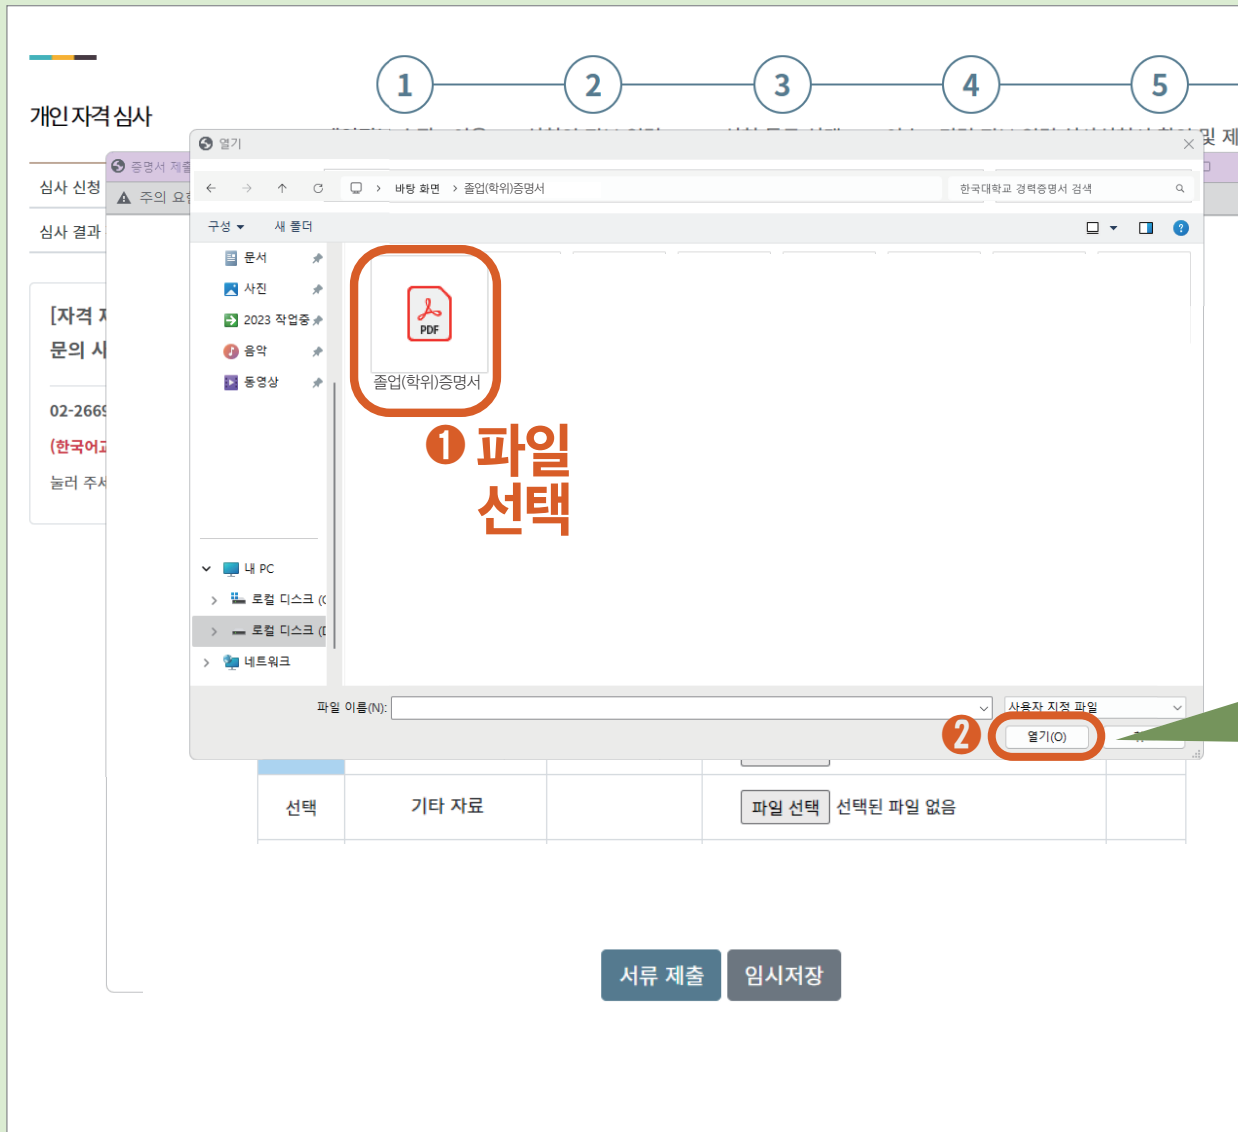 1
2
3
4
5
개인 자격 심사
및 제
심사 신청
심사 결과
[자격 
문의 
02-266
(한국어
눌러 
증명서 제출
주의 요
열기
바탕 화면 > 졸업(학위)증명서
한국대학교 경력증명서 검색
구성
새 폴더
문서
사진
2023 작업중
음악
동영상
PDF
졸업(학위)증명서
❶ 파일
선택
내 PC
로컬 디스크 (C
로컬 디스크 (D
네트워크
파일 이름(N):
사용자 지정 파일
❷
열기(O)
선택
기타 자료
파일 선택
선택된 파일 없음
서류 제출
임시저장